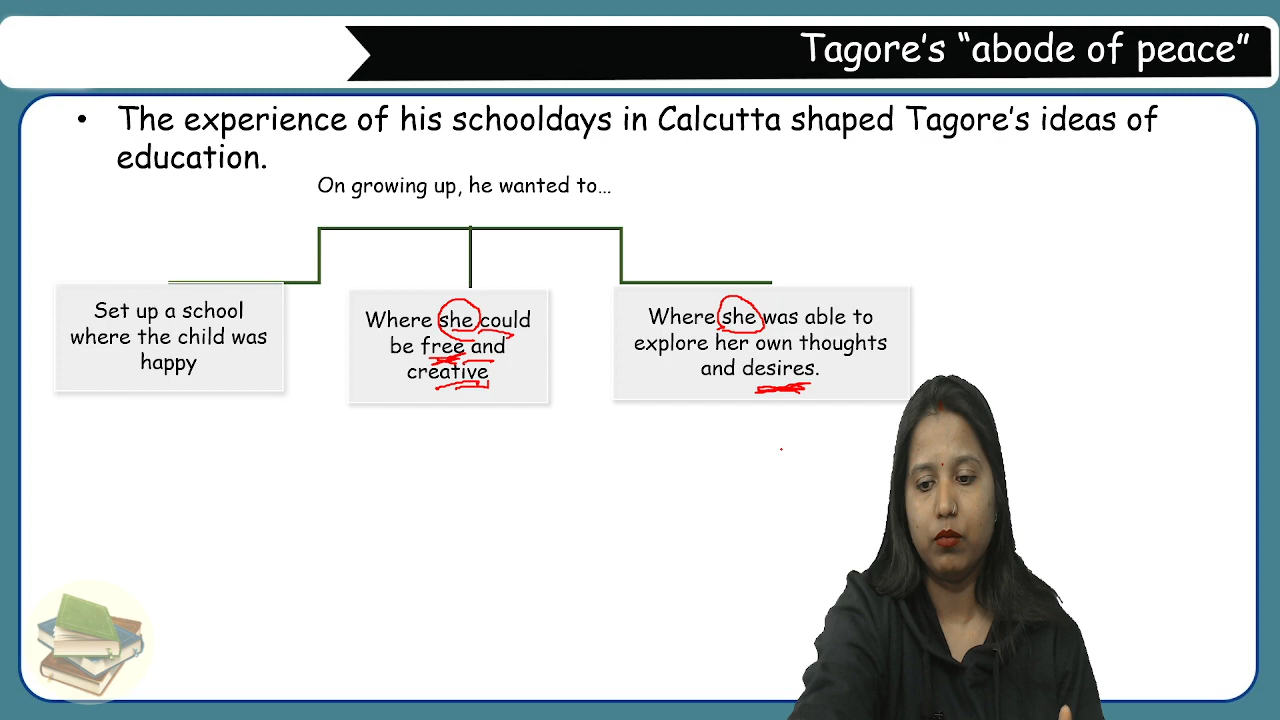 Tagore's “abode of peace”
• The experience of his schooldays in Calcutta shaped Tagore's ideas of
education.
On growing up, he wanted to…
Set up a school
where the child was
happy
Where she could
be free and
creative
Where she was able to
explore her own thoughts
and desires.